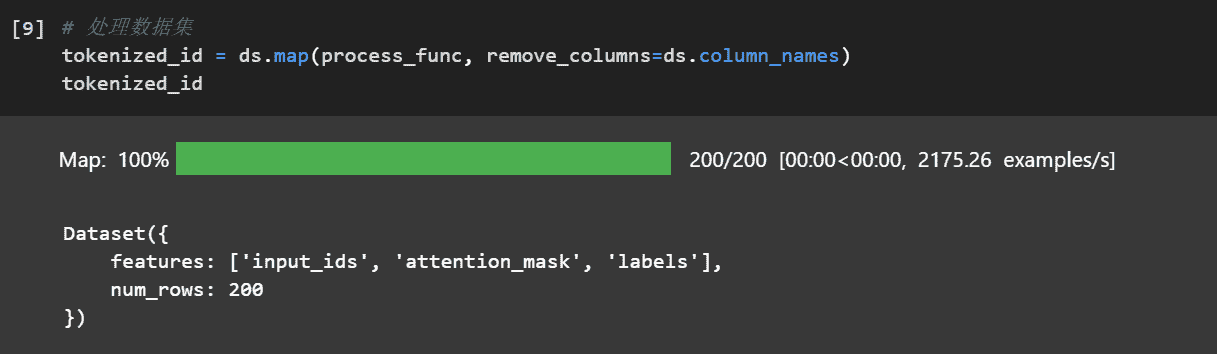 [9] # 处理数据集
tokenized_id = ds.map(process_func, remove_columns=ds.column_names)
tokenized_id
Map: 100% 200/200 [00:00<00:00, 2175.26 examples/s]
Dataset({
    features: ['input_ids', 'attention_mask', 'labels'],
    num_rows: 200
})